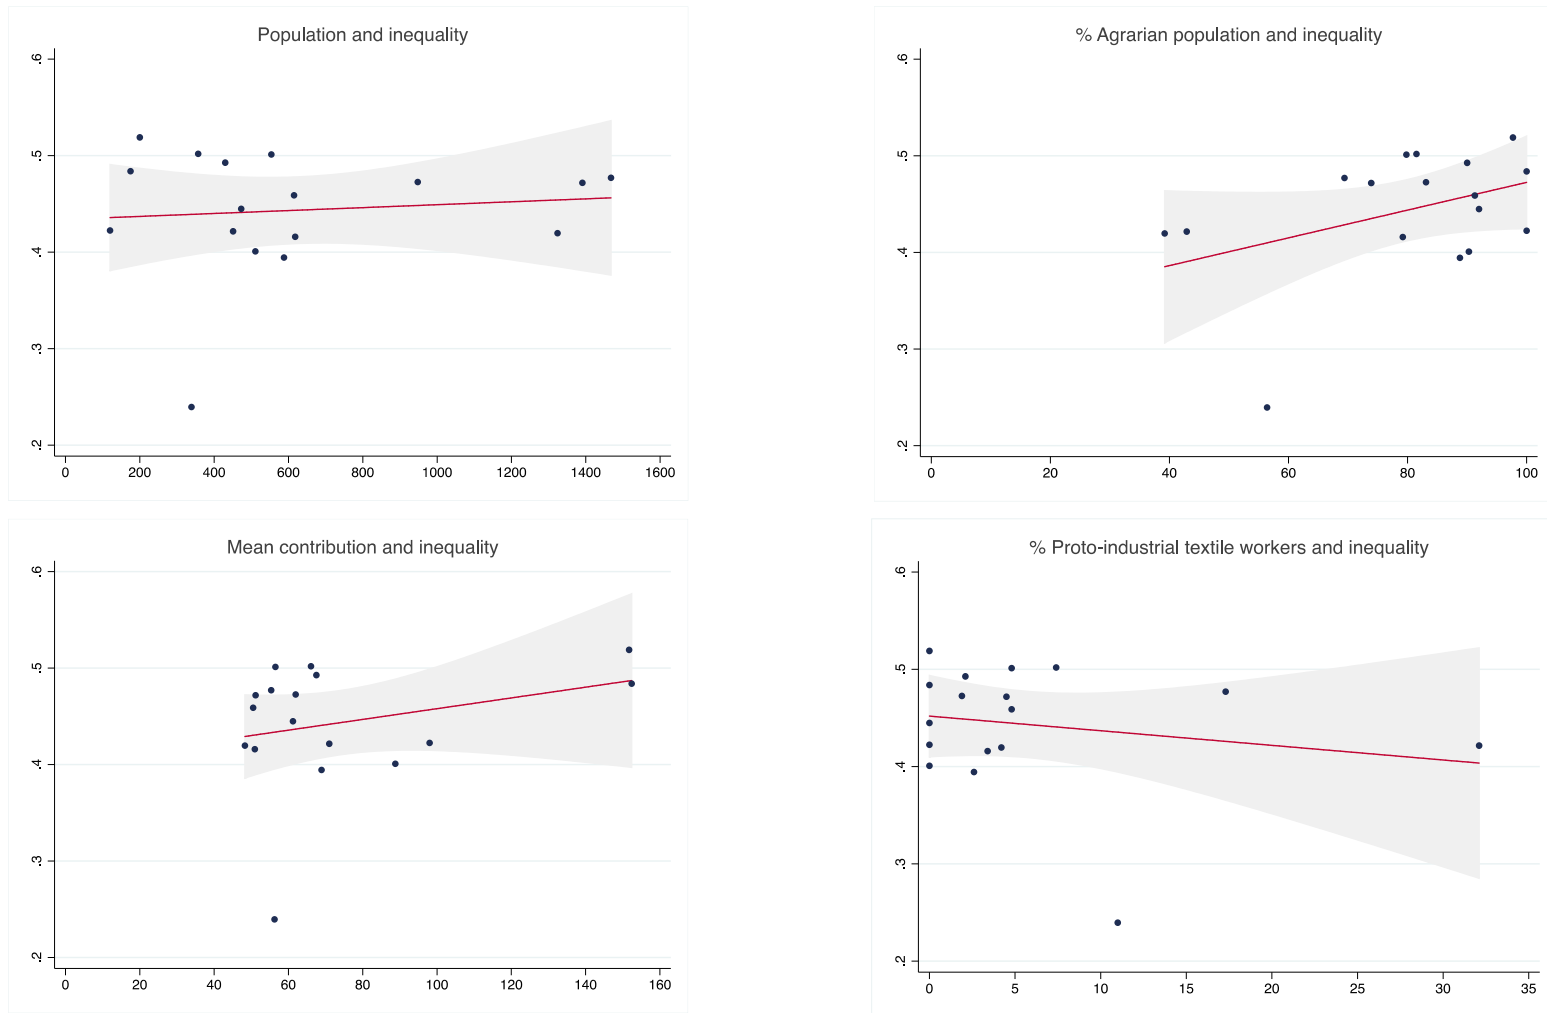 Population and inequality
.6
.5
.4
.3
.2
0 200 400 600 800 1000 1200 1400 1600
% Agrarian population and inequality
.6
.5
.4
.3
.2
0 20 40 60 80 100
Mean contribution and inequality
.6
.5
.4
.3
.2
0 20 40 60 80 100 120 140 160
% Proto-industrial textile workers and inequality
.6
.5
.4
.3
.2
0 5 10 15 20 25 30 35